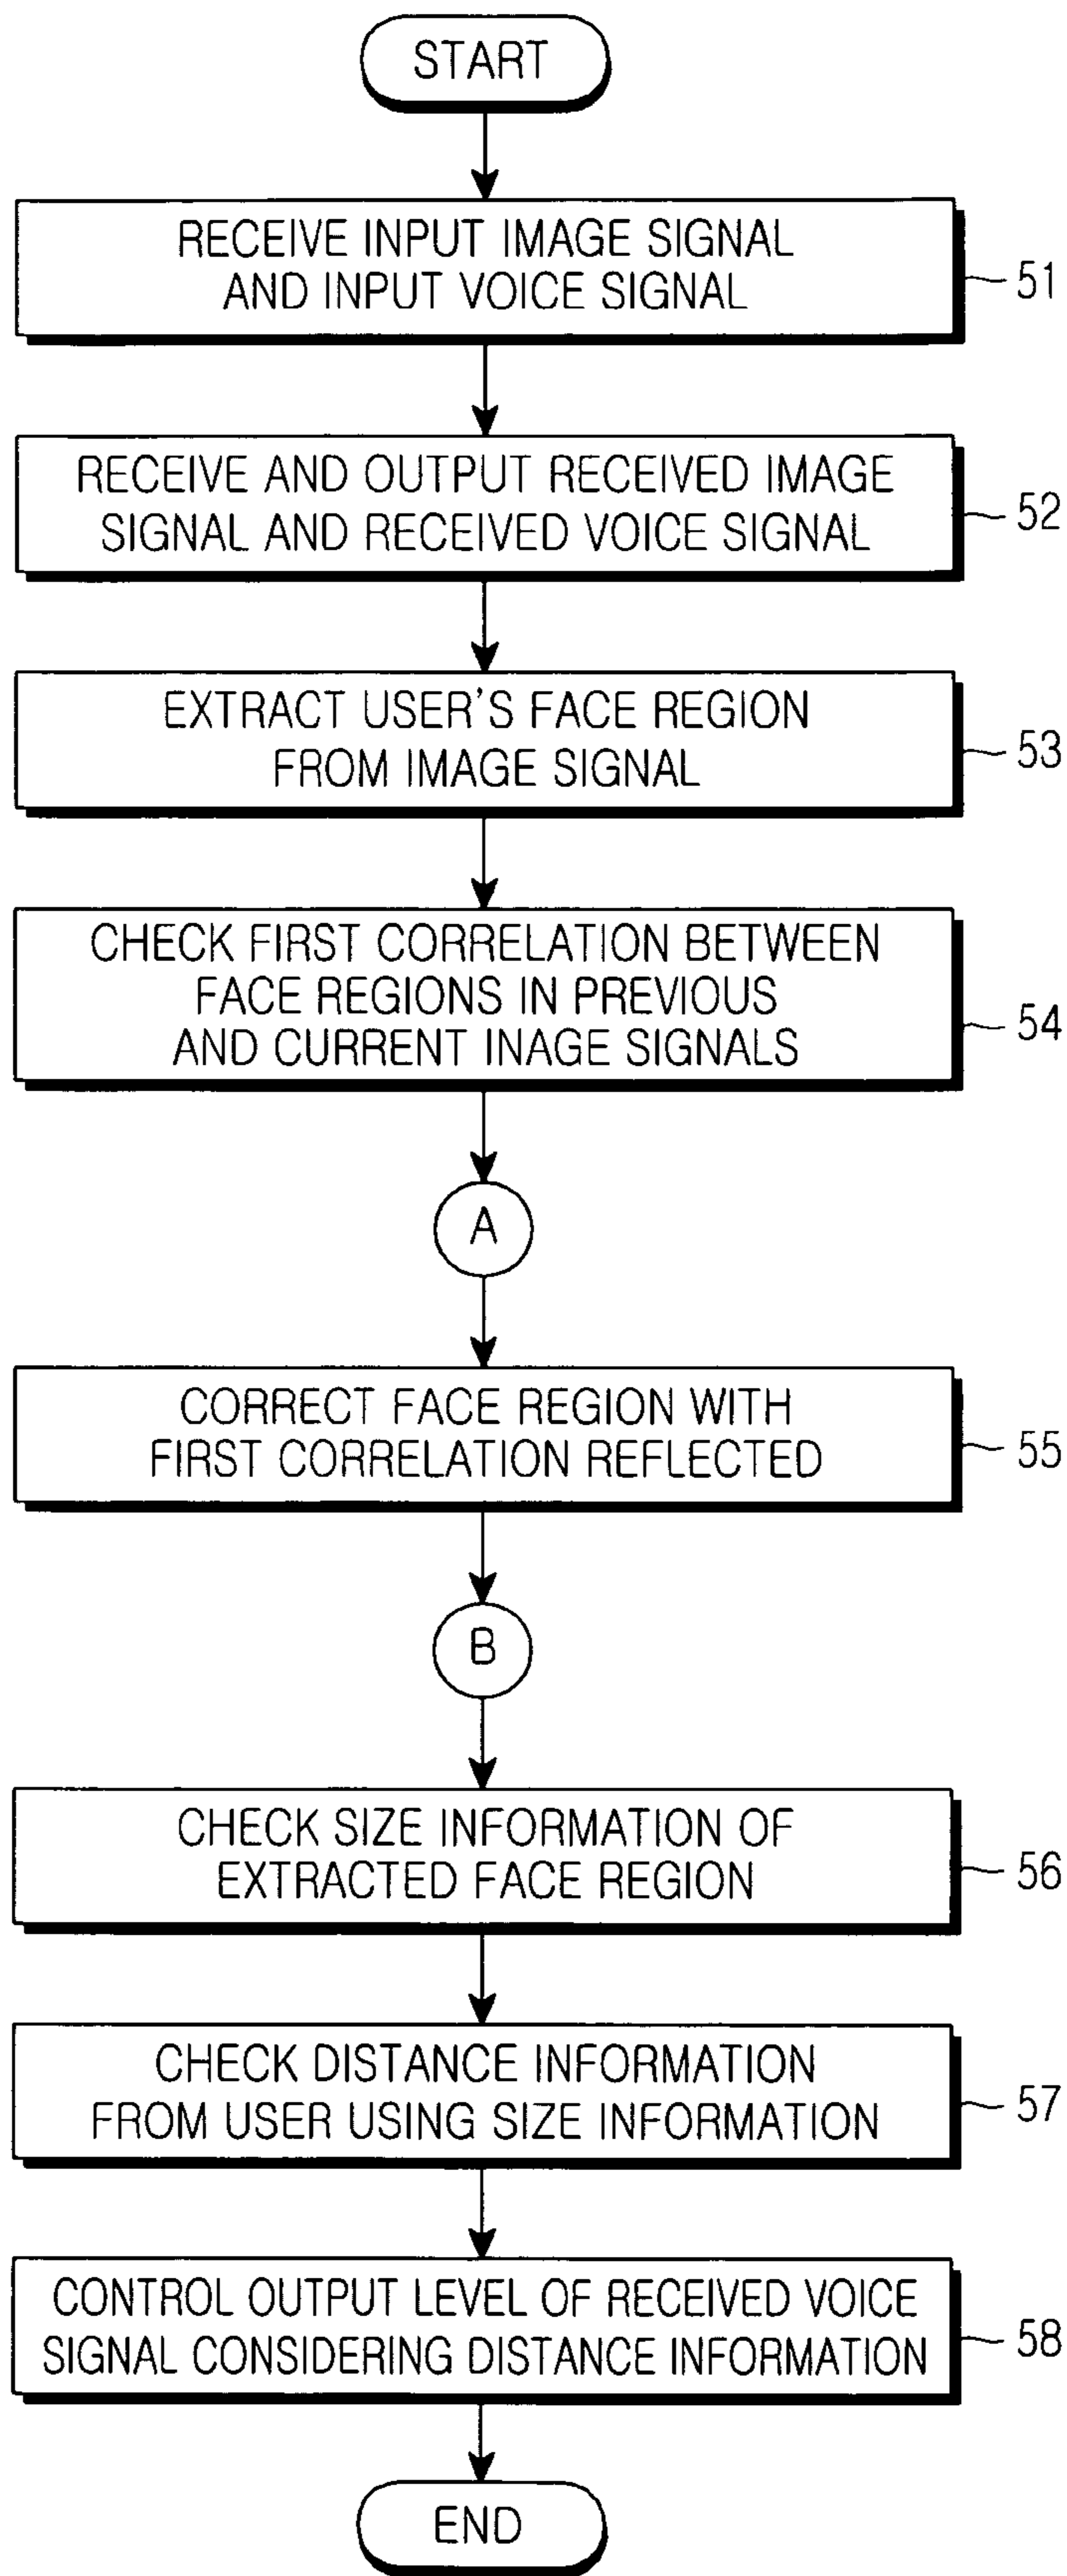 START
RECEIVE INPUT IMAGE SIGNAL
AND INPUT VOICE SIGNAL
51
RECEIVE AND OUTPUT RECEIVED IMAGE
SIGNAL AND RECEIVED VOICE SIGNAL
52
EXTRACT USER'S FACE REGION
FROM IMAGE SIGNAL
53
CHECK FIRST CORRELATION BETWEEN
FACE REGIONS IN PREVIOUS
AND CURRENT INAGE SIGNALS
54
A
CORRECT FACE REGION WITH
FIRST CORRELATION REFLECTED
55
B
CHECK SIZE INFORMATION OF
EXTRACTED FACE REGION
56
CHECK DISTANCE INFORMATION
FROM USER USING SIZE INFORMATION
57
CONTROL OUTPUT LEVEL OF RECEIVED VOICE
SIGNAL CONSIDERING DISTANCE INFORMATION
58
END